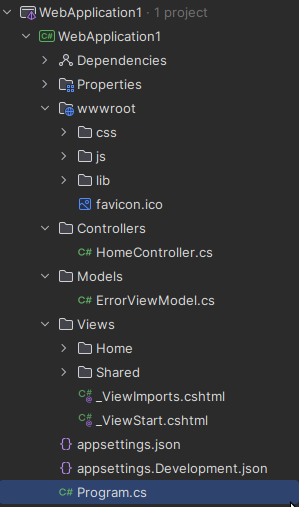 WebApplication1 · 1 project
WebApplication1
Dependencies
Properties
wwwroot
css
js
lib
favicon.ico
Controllers
C# HomeController.cs
Models
C# ErrorViewModel.cs
Views
Home
Shared
C# _ViewImports.cshtml
C# _ViewStart.cshtml
{} appsettings.json
{} appsettings.Development.json
C# Program.cs